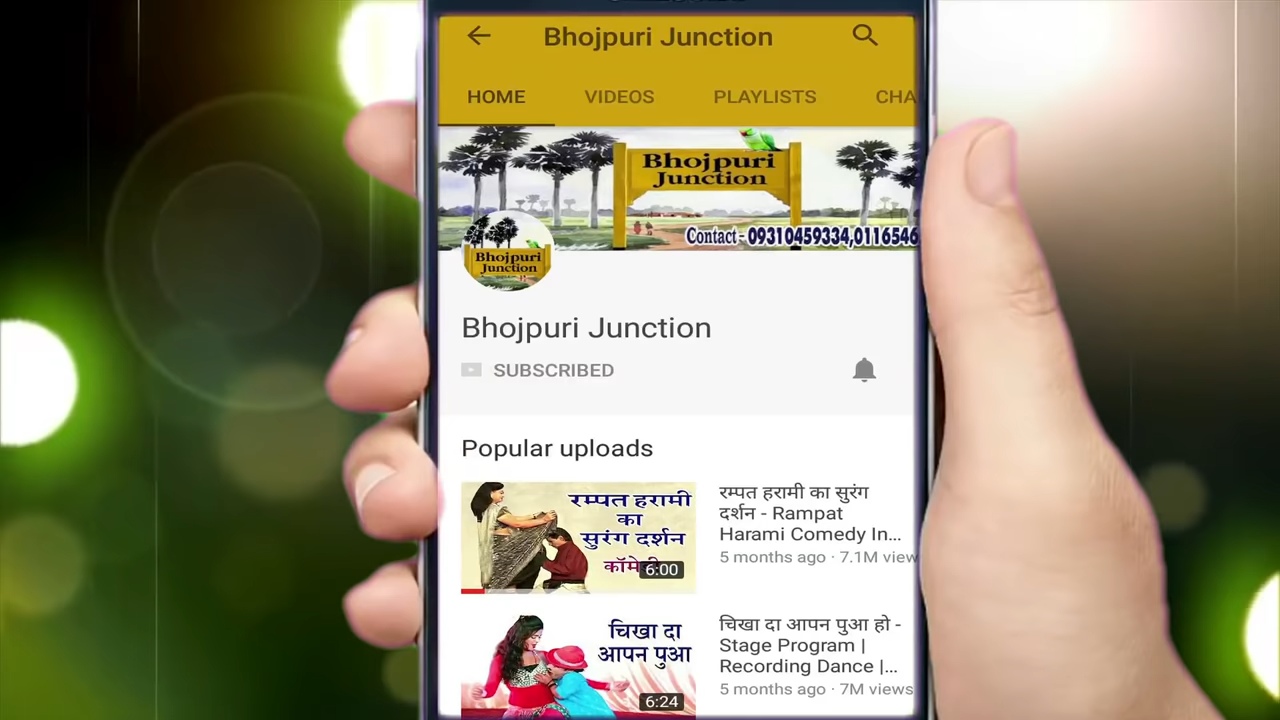 Bhojpuri Junction
HOME VIDEOS PLAYLISTS CHA
Bhojpuri
Junction
Contact - 09310459334,0116546
Bhojpuri
Junction
Bhojpuri Junction
SUBSCRIBED
Popular uploads
रम्पत हरामी
का
सुरंग दर्शन
6:00
रम्पत हरामी का सुरंग
दर्शन - Rampat
Harami Comedy In...
5 months ago · 7.1M view
चिखा दा
आपन पुआ
6:24
चिखा दा आपन पुआ हो -
Stage Program |
Recording Dance |...
5 months ago · 7M views